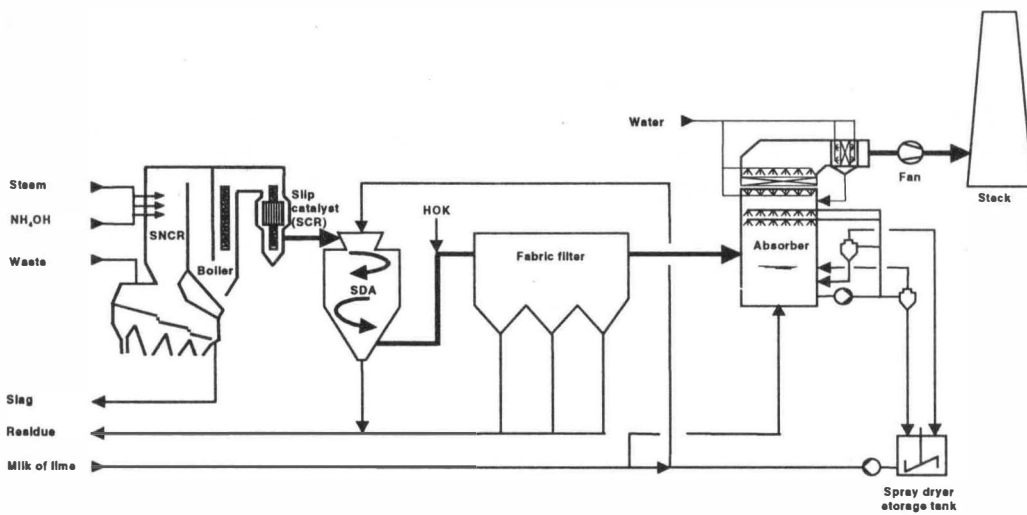 Water
Fan
Stack
Steem
NH₄OH
SNCR
Slip
catalyst
(SCR)
HOK
Waste
Boiler
SDA
Fabric filter
Absorber
Slag
Residue
Milk of lime
Spray dryer
storage tank